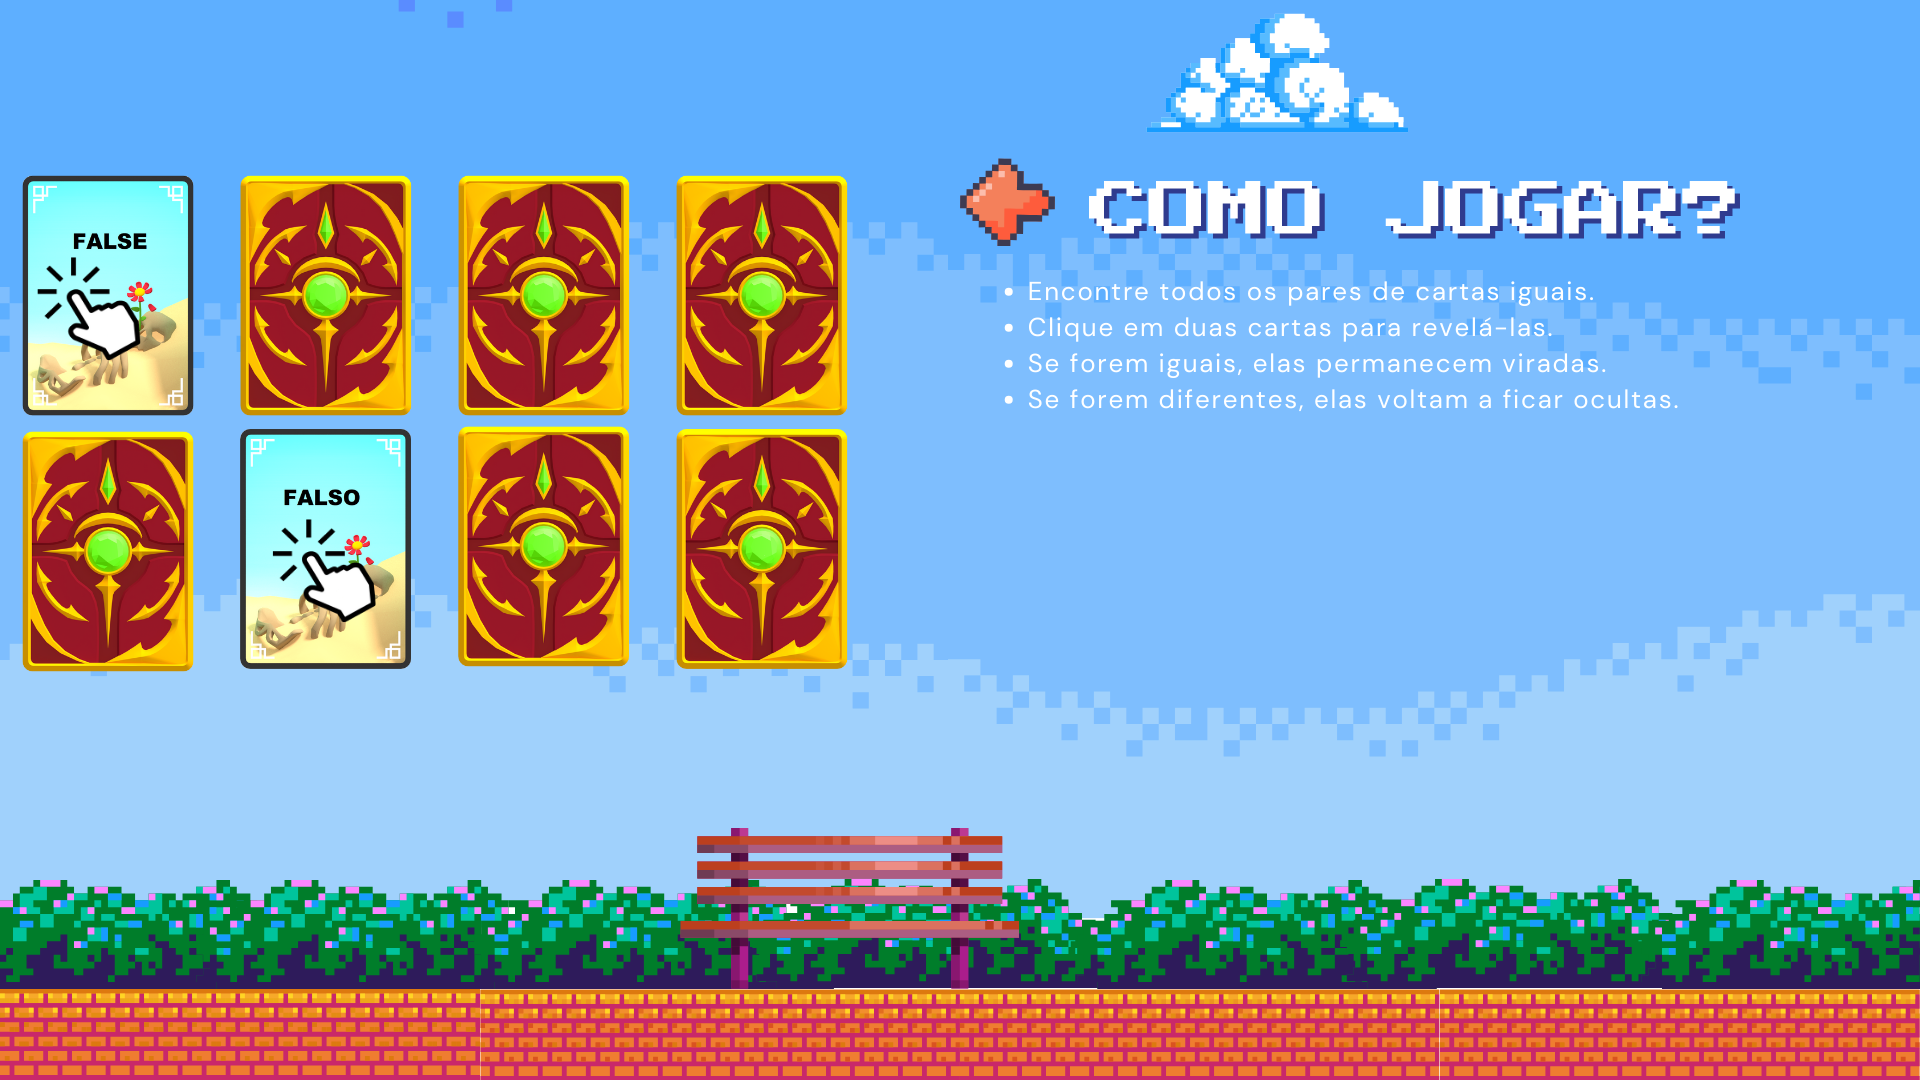 FALSE
FALSO
COMO JOGAR?
Encontre todos os pares de cartas iguais.
Clique em duas cartas para revelá-las.
Se forem iguais, elas permanecem viradas.
Se forem diferentes, elas voltam a ficar ocultas.